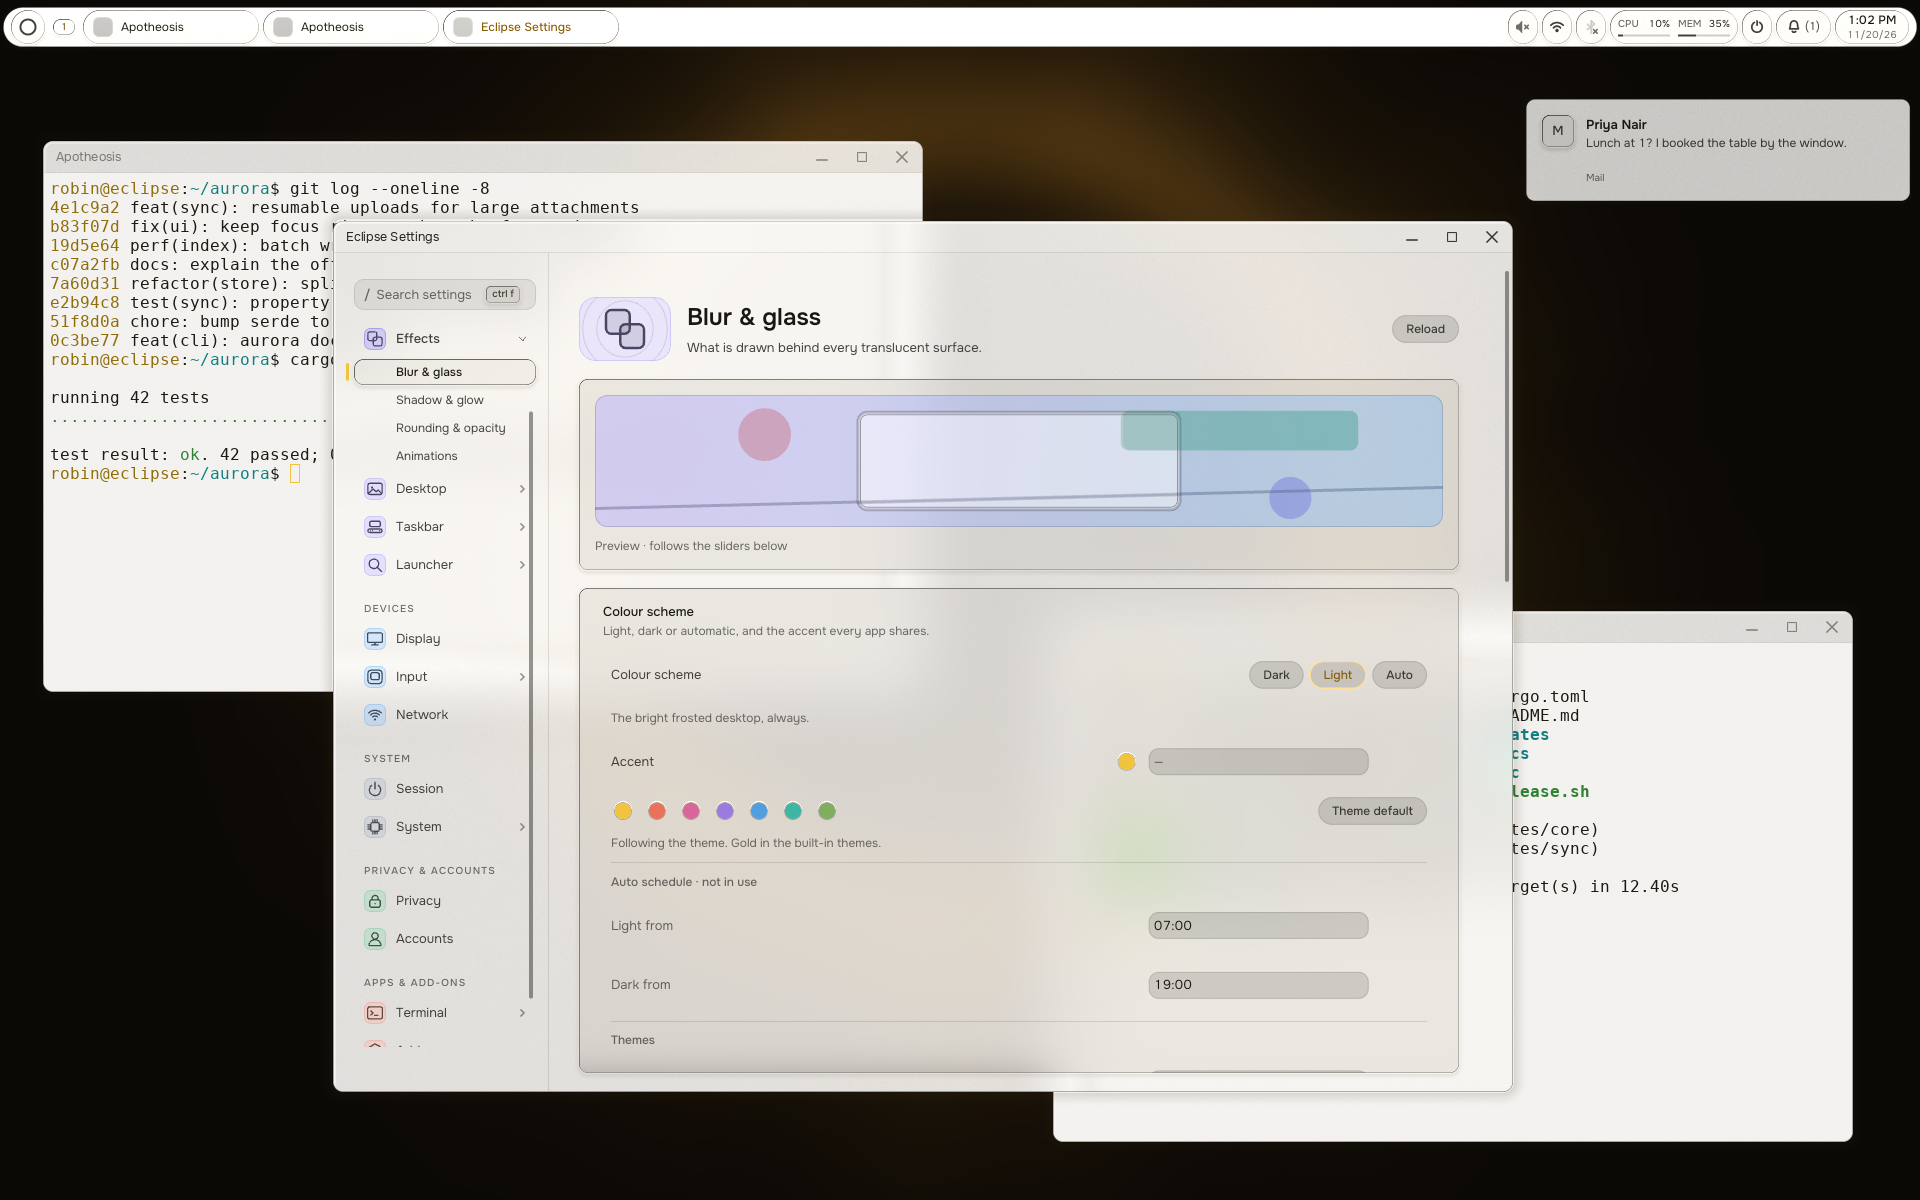 1
Apotheosis
Apotheosis
Eclipse Settings
CPU 10% MEM 35%
(1)
1:02 PM
11/20/26
M
Priya Nair
Lunch at 1? I booked the table by the window.
Mail
Apotheosis
robin@eclipse:~/aurora$ git log --oneline -8
4e1c9a2 feat(sync): resumable uploads for large attachments
b83f07d fix(ui): keep focus
19d5e64 perf(index): batch
c07a2fb docs: explain the
7a60d31 refactor(store):
e2b94c8 test(sync): property
51f8d0a chore: bump serde to
0c3be77 feat(cli): aurora
robin@eclipse:~/aurora$
running 42 tests
............................
test result: ok. 42 passed;
robin@eclipse:~/aurora$
Eclipse Settings
/ Search settings ctrl f
Effects
Blur & glass
Shadow & glow
Rounding & opacity
Animations
Desktop
Taskbar
Launcher
DEVICES
Display
Input
Network
SYSTEM
Session
System
PRIVACY & ACCOUNTS
Privacy
Accounts
APPS & ADD-ONS
Terminal
Blur & glass
What is drawn behind every translucent surface.
Reload
Preview · follows the sliders below
Colour scheme
Light, dark or automatic, and the accent every app shares.
Colour scheme
Dark Light Auto
The bright frosted desktop, always.
Accent
—
Theme default
Following the theme. Gold in the built-in themes.
Auto schedule · not in use
Light from
07:00
Dark from
19:00
Themes
rgo.toml
ADME.md
ates
cs
c
lease.sh
tes/core)
tes/sync)
rget(s) in 12.40s